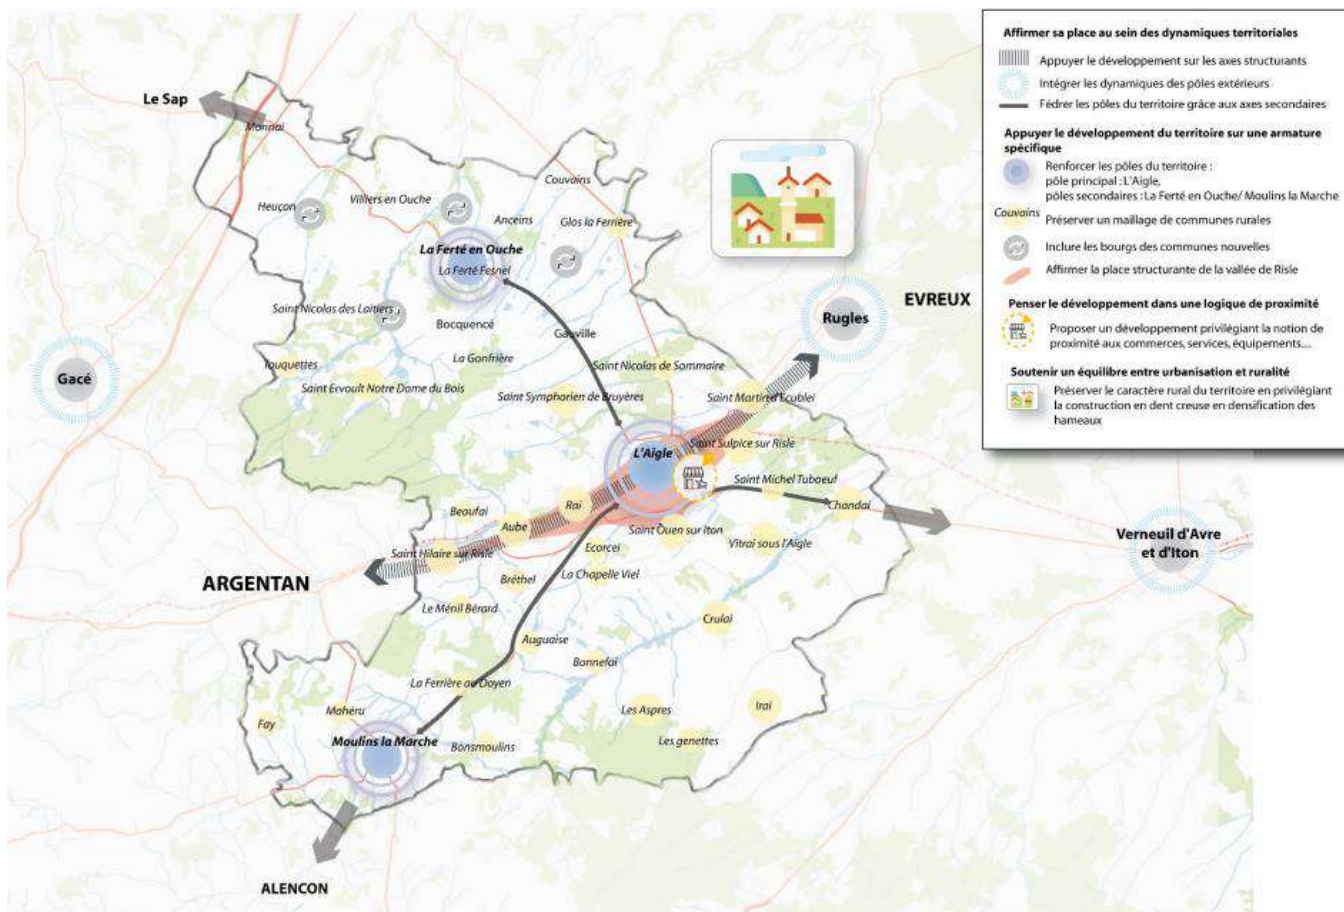 Affirmer sa place au sein des dynamiques territoriales
Appuyer le développement sur les axes structurants
Intégrer les dynamiques des pôles extérieurs
Fédrer les pôles du territoire grâce aux axes secondaires
Appuyer le développement du territoire sur une armature
spécifique
Renforcer les pôles du territoire :
pôle principal : L'Aigle,
pôles secondaires : La Ferté en Ouche/ Moulins la Marche
Couvains
Préserver un maillage de communes rurales
Inclure les bourgs des communes nouvelles
Affirmer la place structurante de la vallée de Risle
Penser le développement dans une logique de proximité
Proposer un développement privilégiant la notion de
proximité aux commerces, services, équipements...
Soutenir un équilibre entre urbanisation et ruralité
Préserver le caractère rural du territoire en privilégiant
la construction en dent creuse en densification des
hameaux
Le Sap
Monnai
Couvains
Heuçon
Villiers en Ouche
Anceins
Glos la Ferrière
La Ferté en Ouche
La Ferté Fesnel
EVREUX
Saint Nicolas des Laitiers
Bocquencé
Gauville
Rugles
La Gonfrière
Touquettes
Saint Nicolas de Sommaire
Gacé
Saint Ervoult Notre Dame du Bois
Saint Symphorien de Bruyères
Saint Martin d'Ecublei
L'Aigle
Saint Sulpice sur Risle
Saint Michel Tuboeuf
Beaufai
Rai
Chandai
Aube
Saint Ouen sur Iton
Verneuil d'Avre
et d'Iton
Saint Hilaire sur Risle
Ecorcei
Vitrai sous l'Aigle
ARGENTAN
Bréthel
La Chapelle Viel
Le Ménil Bérard
Crulai
Auguaise
Bonnefai
La Ferrière au Doyen
Irai
Mahéru
Les Aspres
Fay
Moulins la Marche
Bonsmoulins
Les genettes
ALENCON